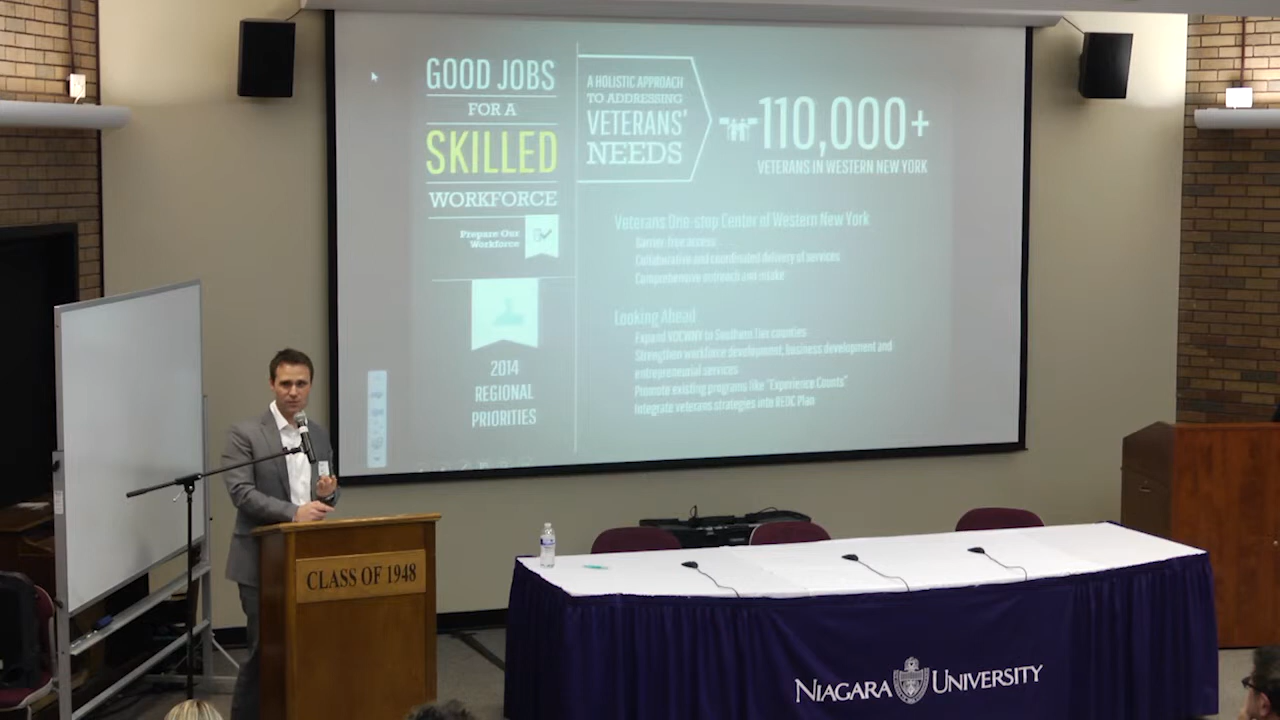 GOOD JOBS
FOR A
SKILLED
WORKFORCE
Prepare Our
Workforce
2014
REGIONAL
PRIORITIES
A HOLISTIC APPROACH
TO ADDRESSING
VETERANS'
NEEDS
110,000+
VETERANS IN WESTERN NEW YORK
Veterans One-stop Center of Western New York
Barrier-free access
Collaborative and coordinated delivery of services
Comprehensive outreach and intake
Looking Ahead
Expand VOCWNY to Southern Tier counties
Strengthen workforce development, business development and
entrepreneurial services
Promote existing programs like "Experience Counts"
Integrate veterans strategies into REDC Plan
CLASS OF 1948
NIAGARA UNIVERSITY